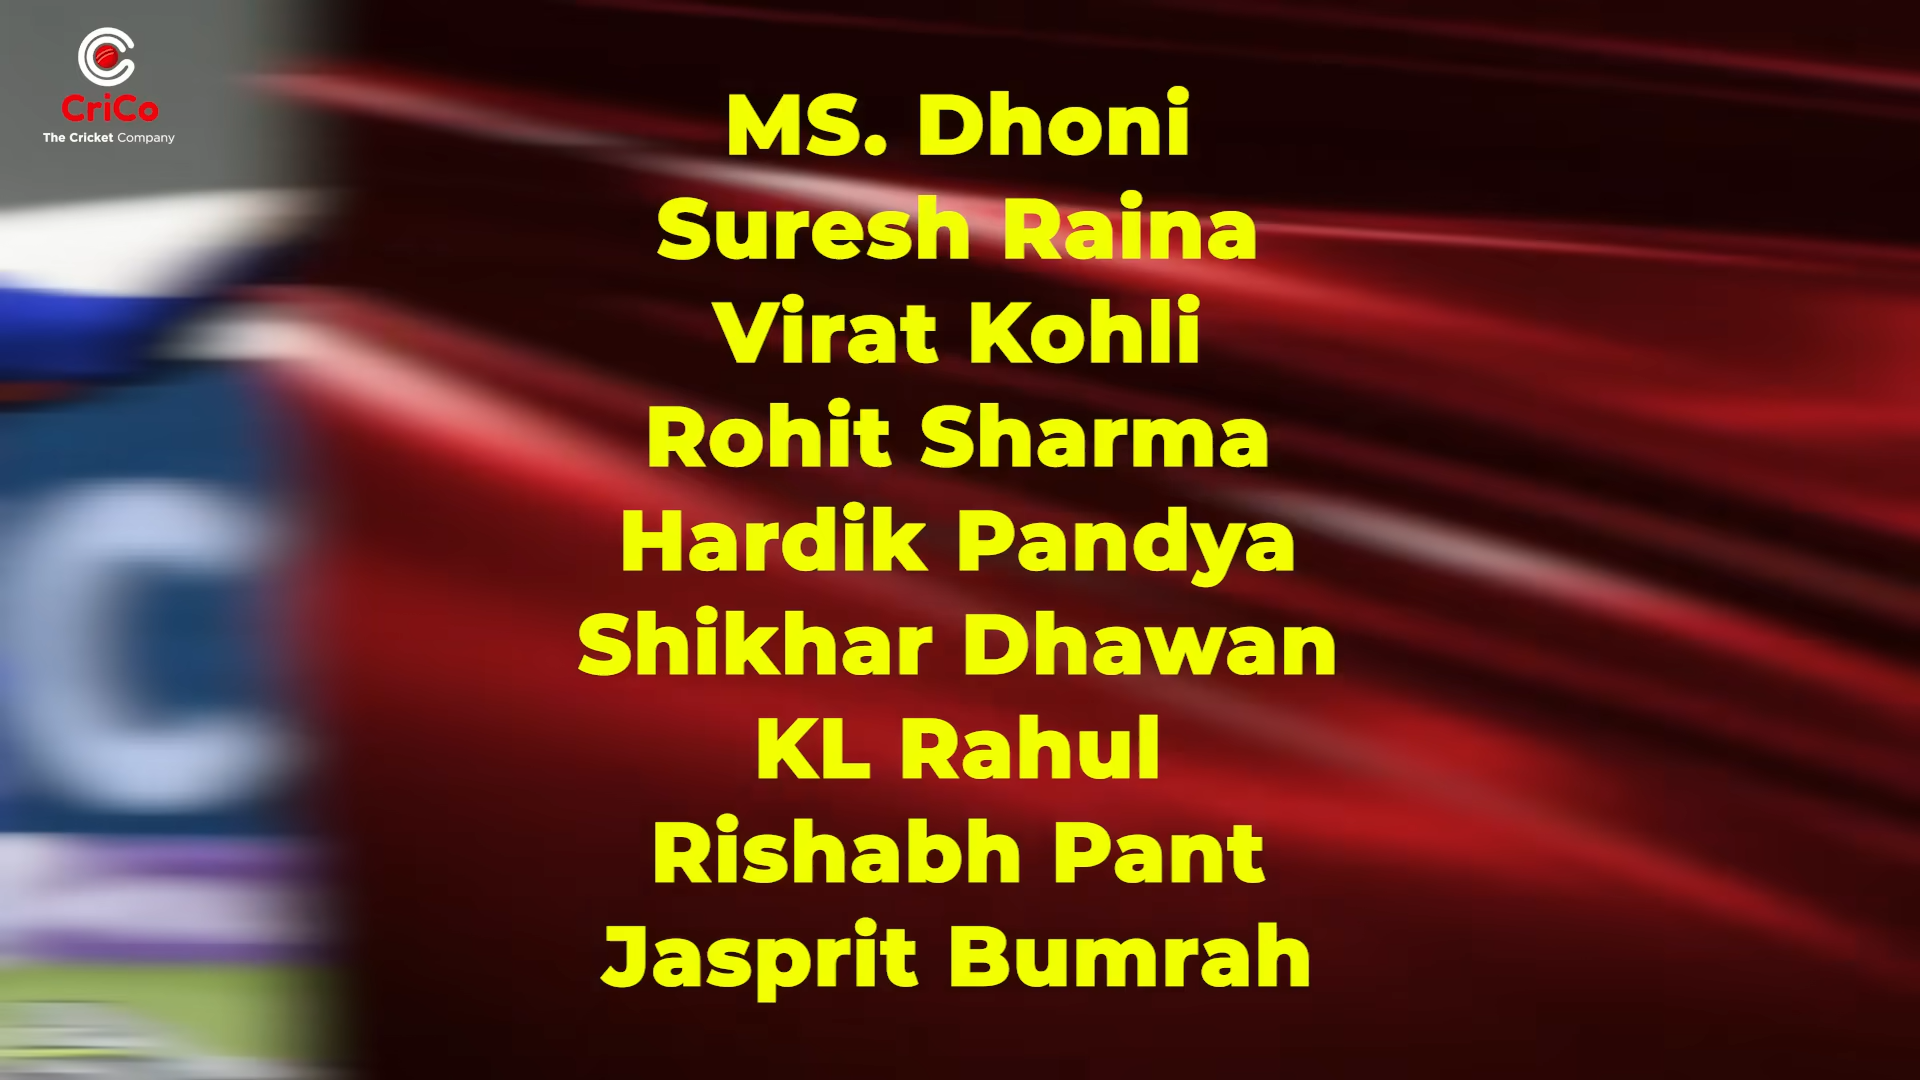 CriCo
The Cricket Company
MS. Dhoni
Suresh Raina
Virat Kohli
Rohit Sharma
Hardik Pandya
Shikhar Dhawan
KL Rahul
Rishabh Pant
Jasprit Bumrah